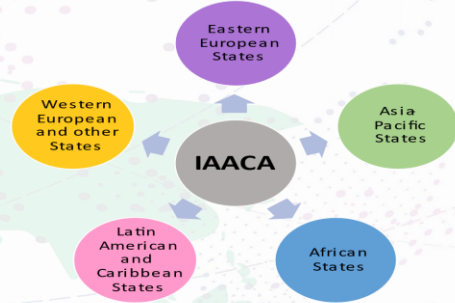 Eastern
European
States
Western
European
and other
States
Asia
Pacific
States
IAACA
Latin
American
and
Caribbean
States
African
States